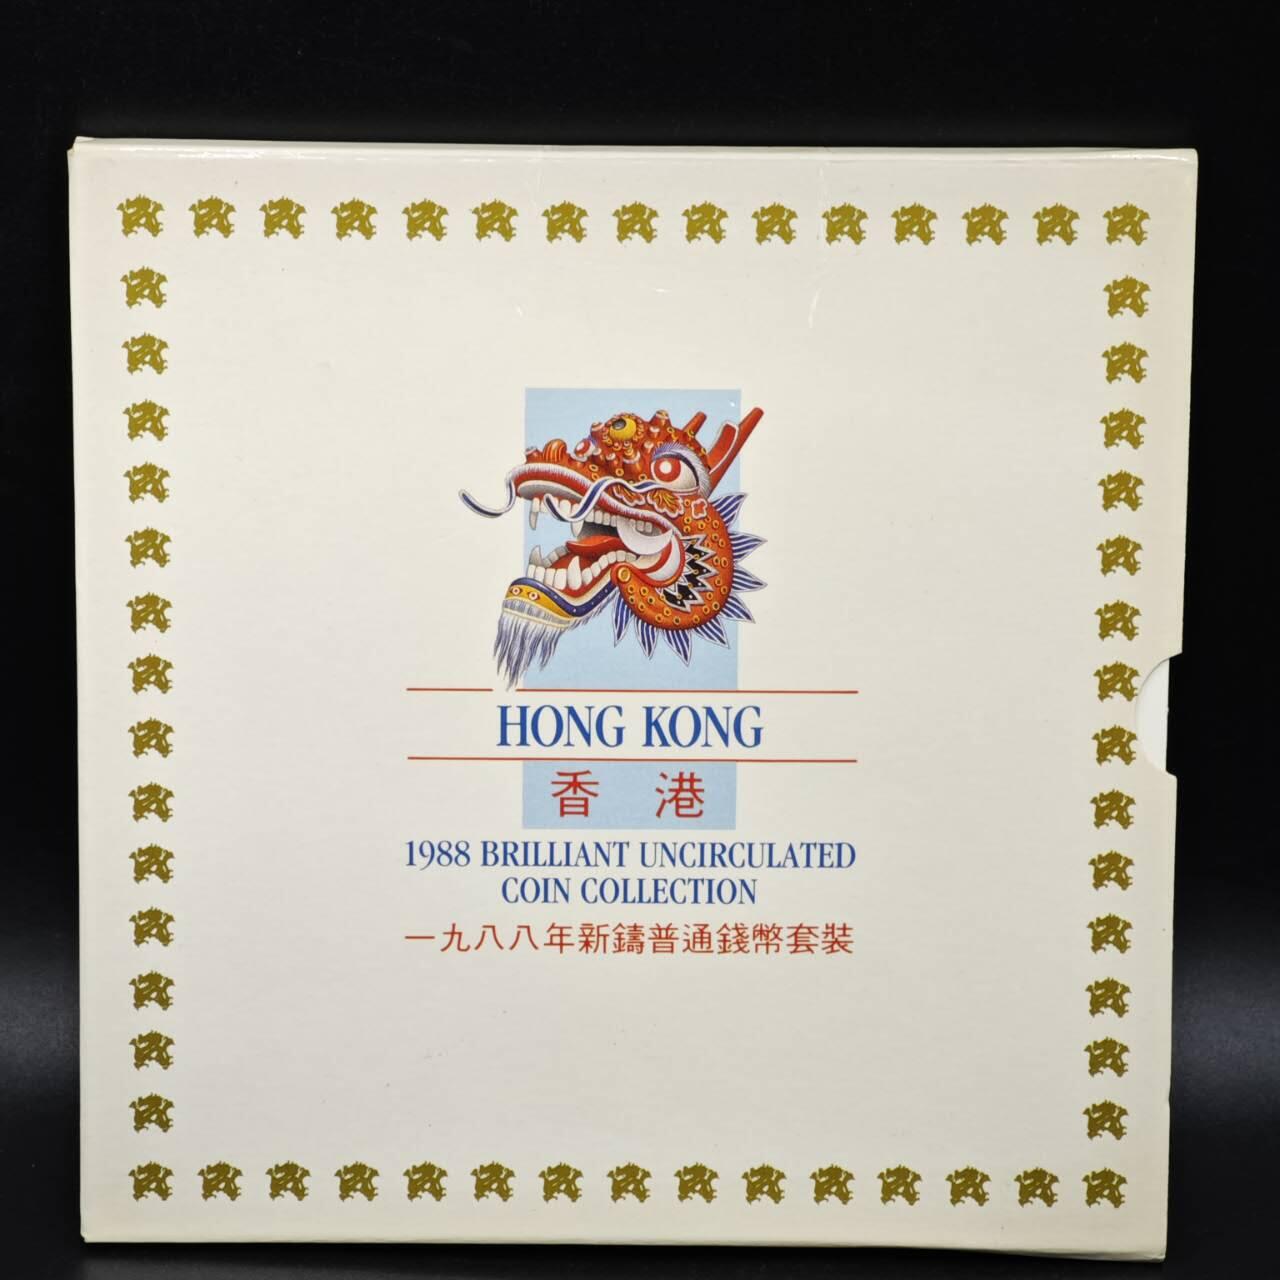 HONG KONG
香港
1988 BRILLIANT UNCIRCULATED
COIN COLLECTION
一九八八年新鑄普通錢幣套裝